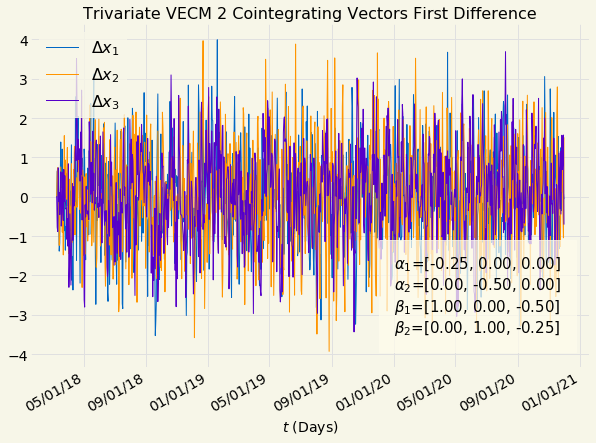 Trivariate VECM 2 Cointegrating Vectors First Difference
Δx₁
Δx₂
Δx₃
4
3
2
1
0
−1
−2
−3
−4
α₁=[-0.25, 0.00, 0.00]
α₂=[0.00, -0.50, 0.00]
β₁=[1.00, 0.00, -0.50]
β₂=[0.00, 1.00, -0.25]
05/01/18 09/01/18 01/01/19 05/01/19 09/01/19 01/01/20 05/01/20 09/01/20 01/01/21
t (Days)